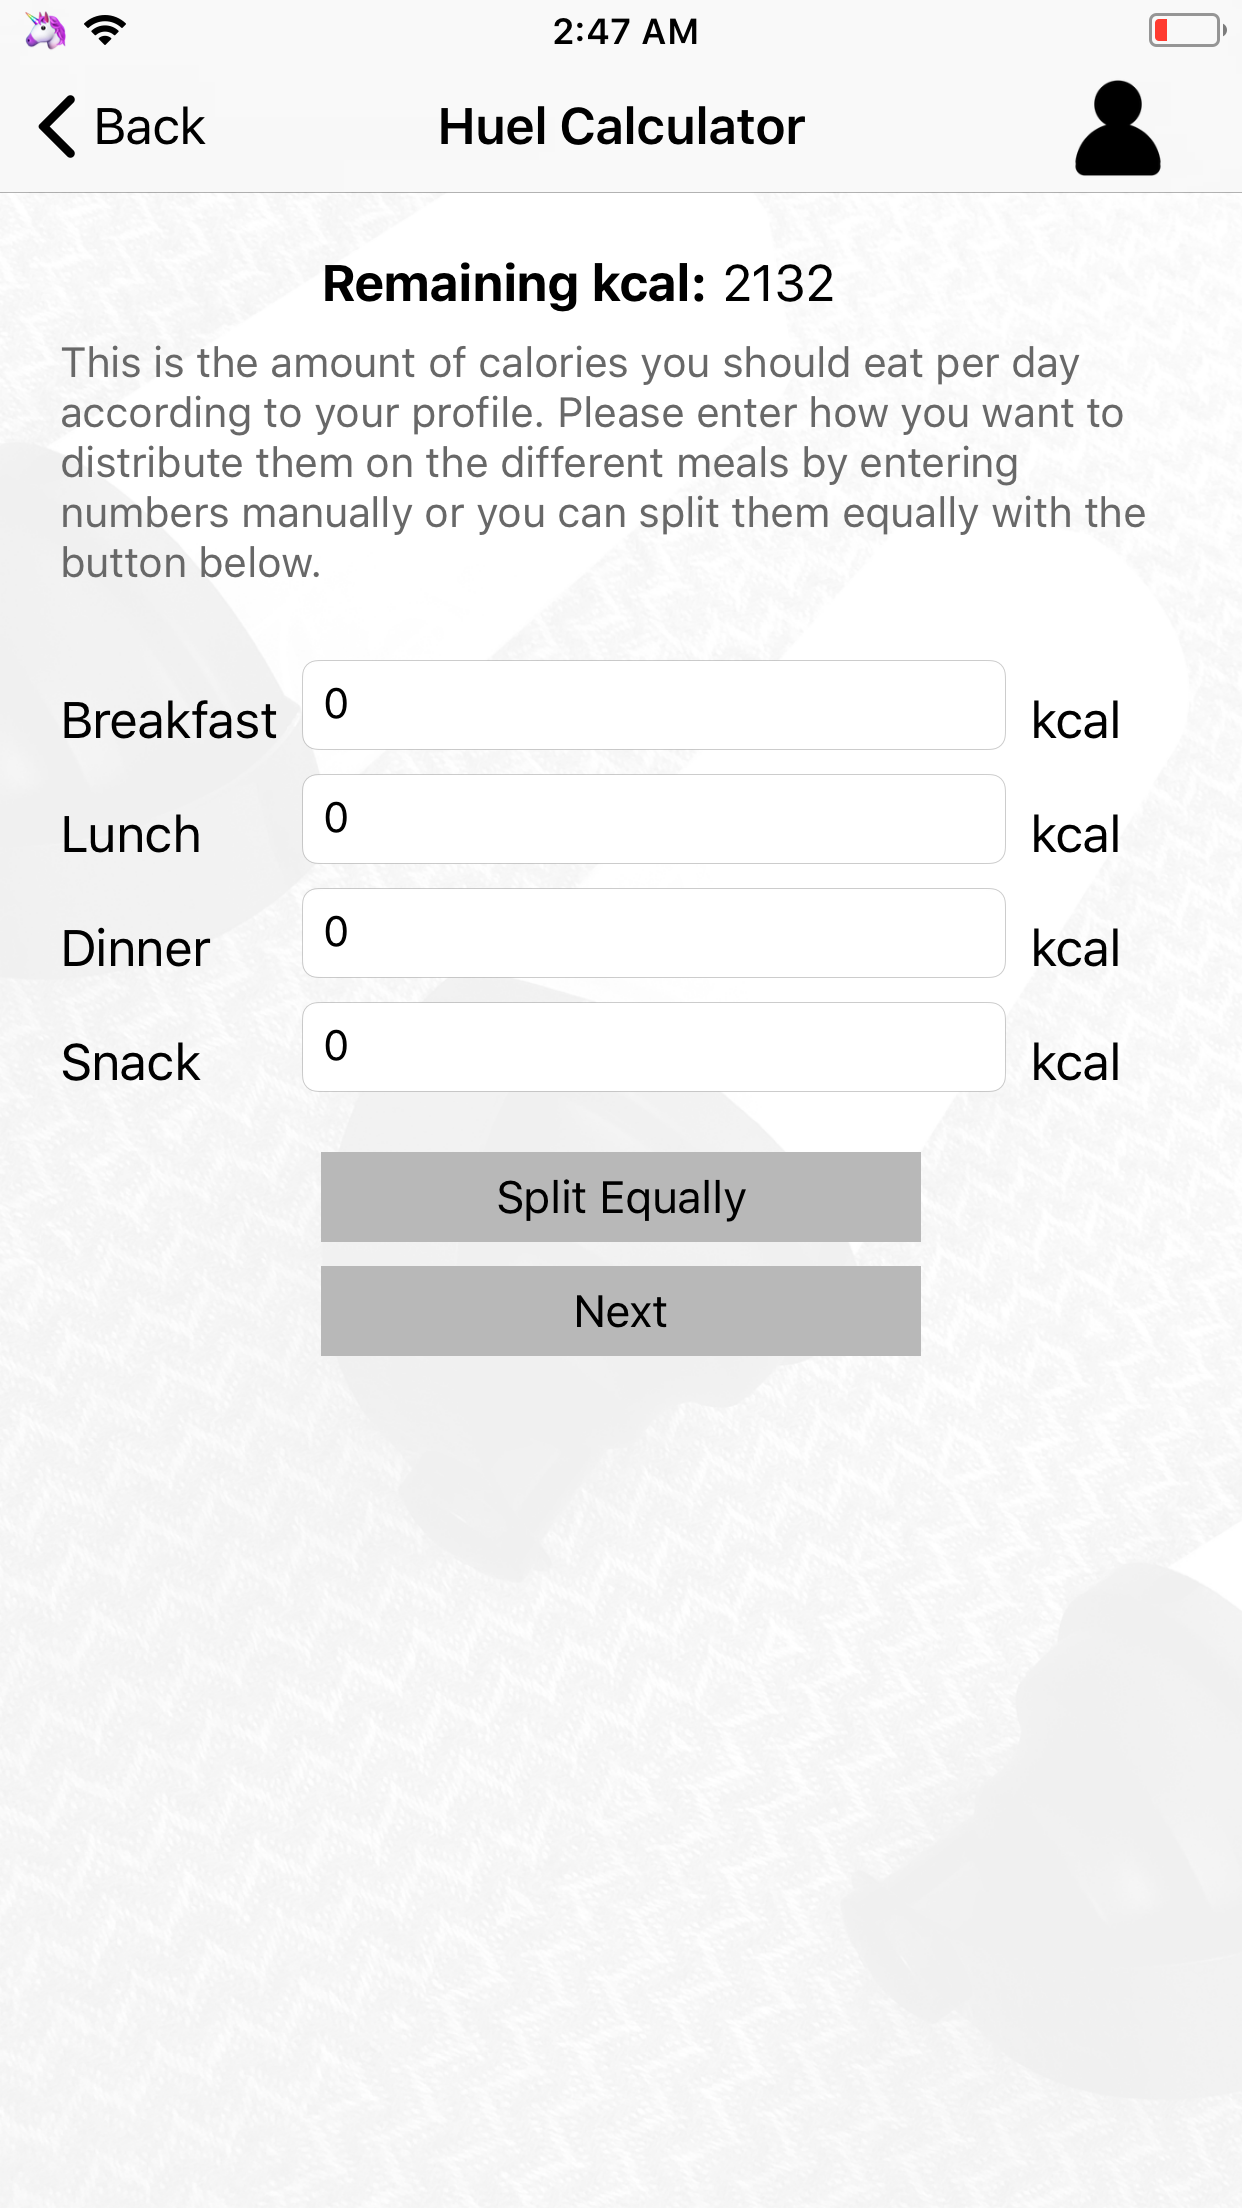 2:47 AM
Back
Huel Calculator
Remaining kcal: 2132
This is the amount of calories you should eat per day
according to your profile. Please enter how you want to
distribute them on the different meals by entering
numbers manually or you can split them equally with the
button below.
Breakfast 0 kcal
Lunch 0 kcal
Dinner 0 kcal
Snack 0 kcal
Split Equally
Next